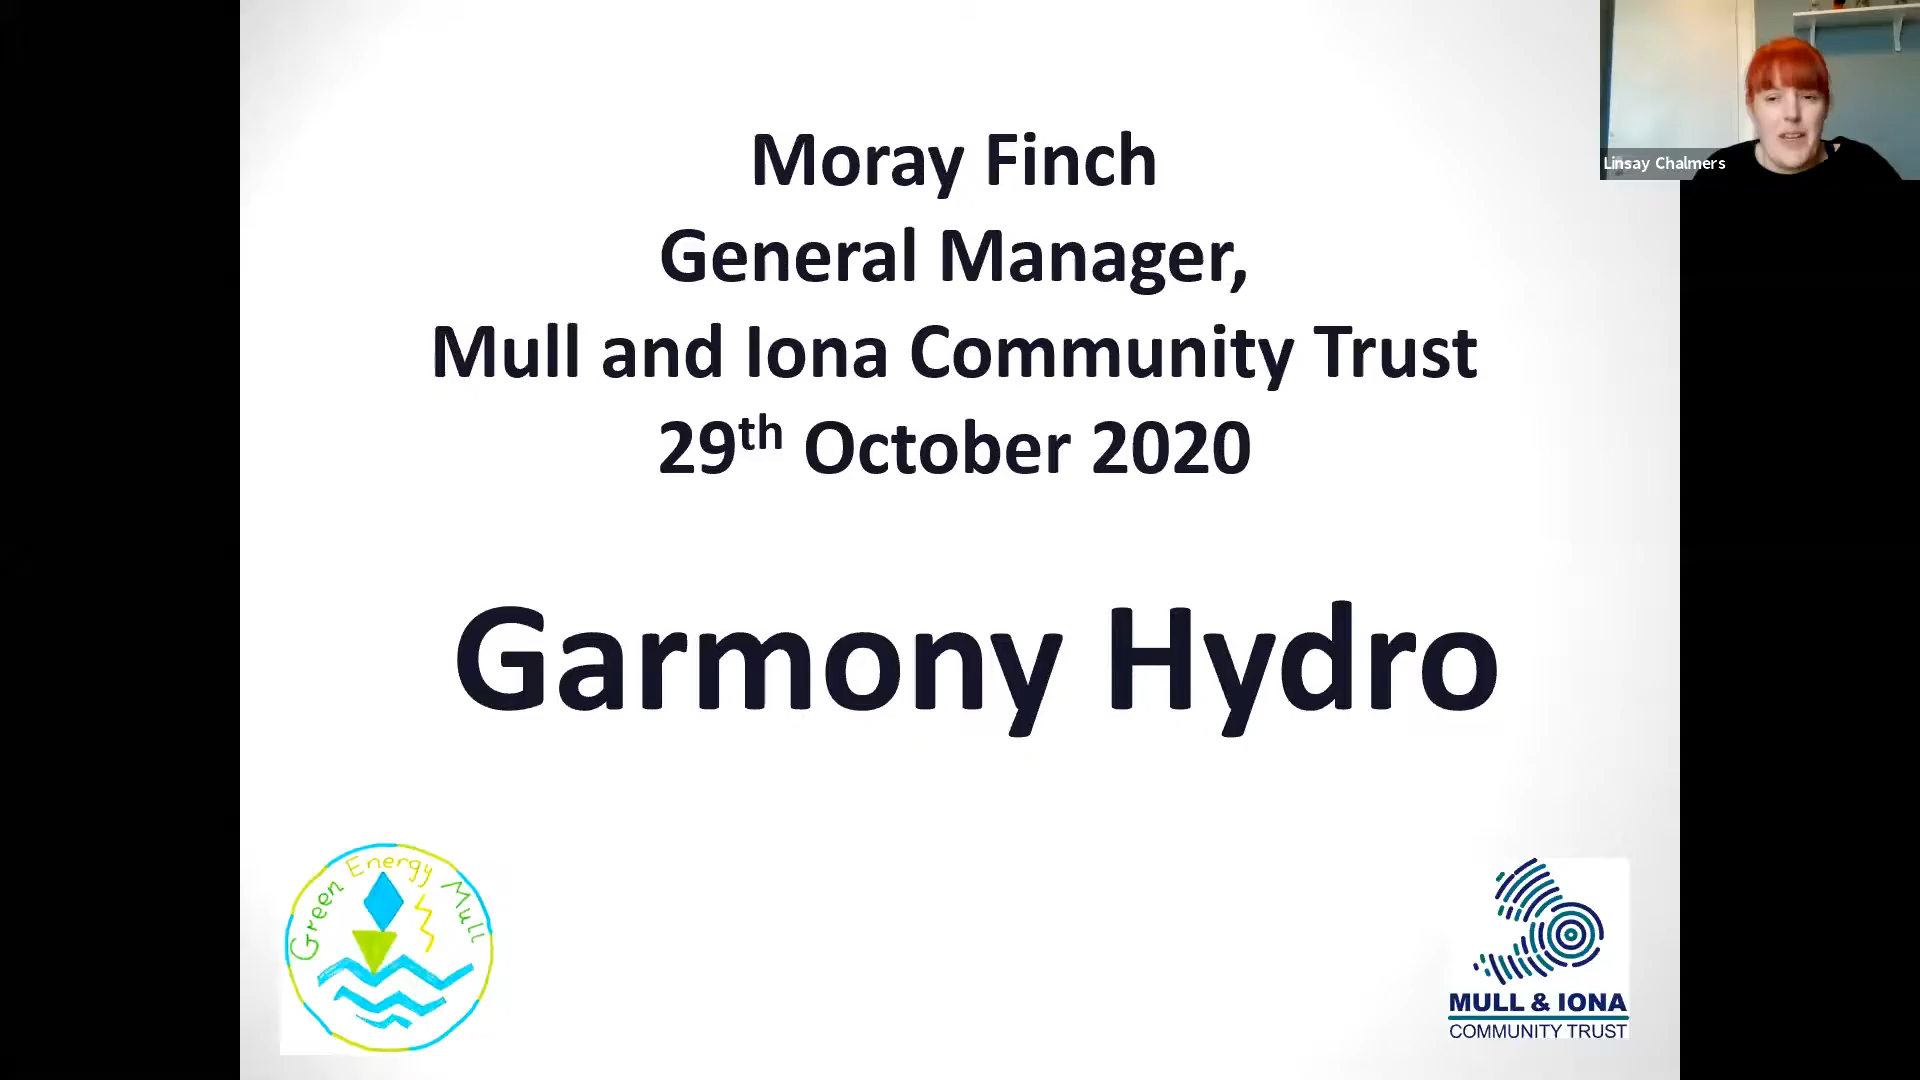 Moray Finch
General Manager,
Mull and Iona Community Trust
29th October 2020
Garmony Hydro
Linsay Chalmers
Green Energy Mull
MULL & IONA
COMMUNITY TRUST